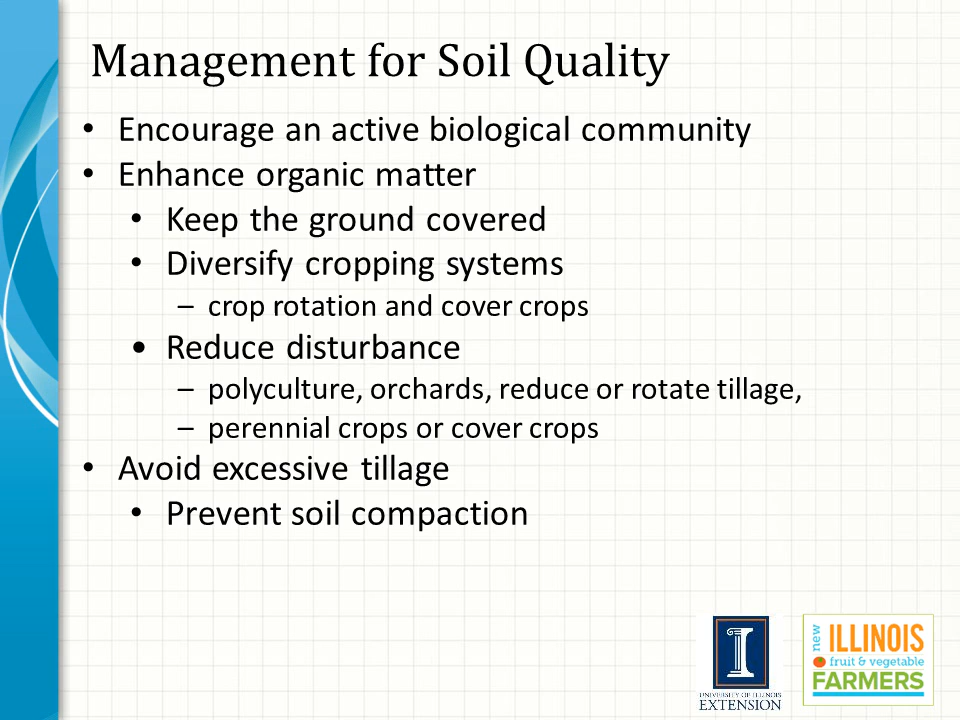 Management for Soil Quality
• Encourage an active biological community
• Enhance organic matter
• Keep the ground covered
• Diversify cropping systems
– crop rotation and cover crops
• Reduce disturbance
– polyculture, orchards, reduce or rotate tillage,
– perennial crops or cover crops
• Avoid excessive tillage
• Prevent soil compaction
I
UNIVERSITY OF ILLINOIS
EXTENSION
new
ILLINOIS
fruit & vegetable
FARMERS